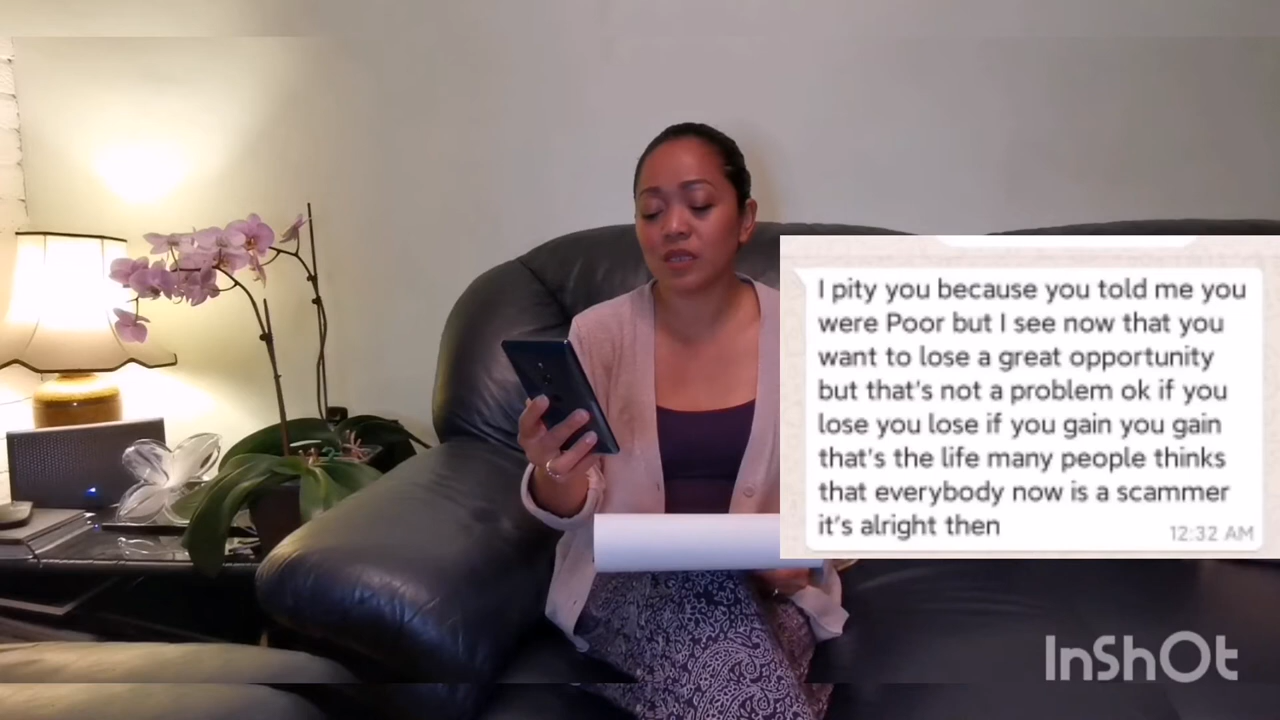 I pity you because you told me you
were Poor but I see now that you
want to lose a great opportunity
but that's not a problem ok if you
lose you lose if you gain you gain
that's the life many people thinks
that everybody now is a scammer
it's alright then
12:32 AM
InShOt